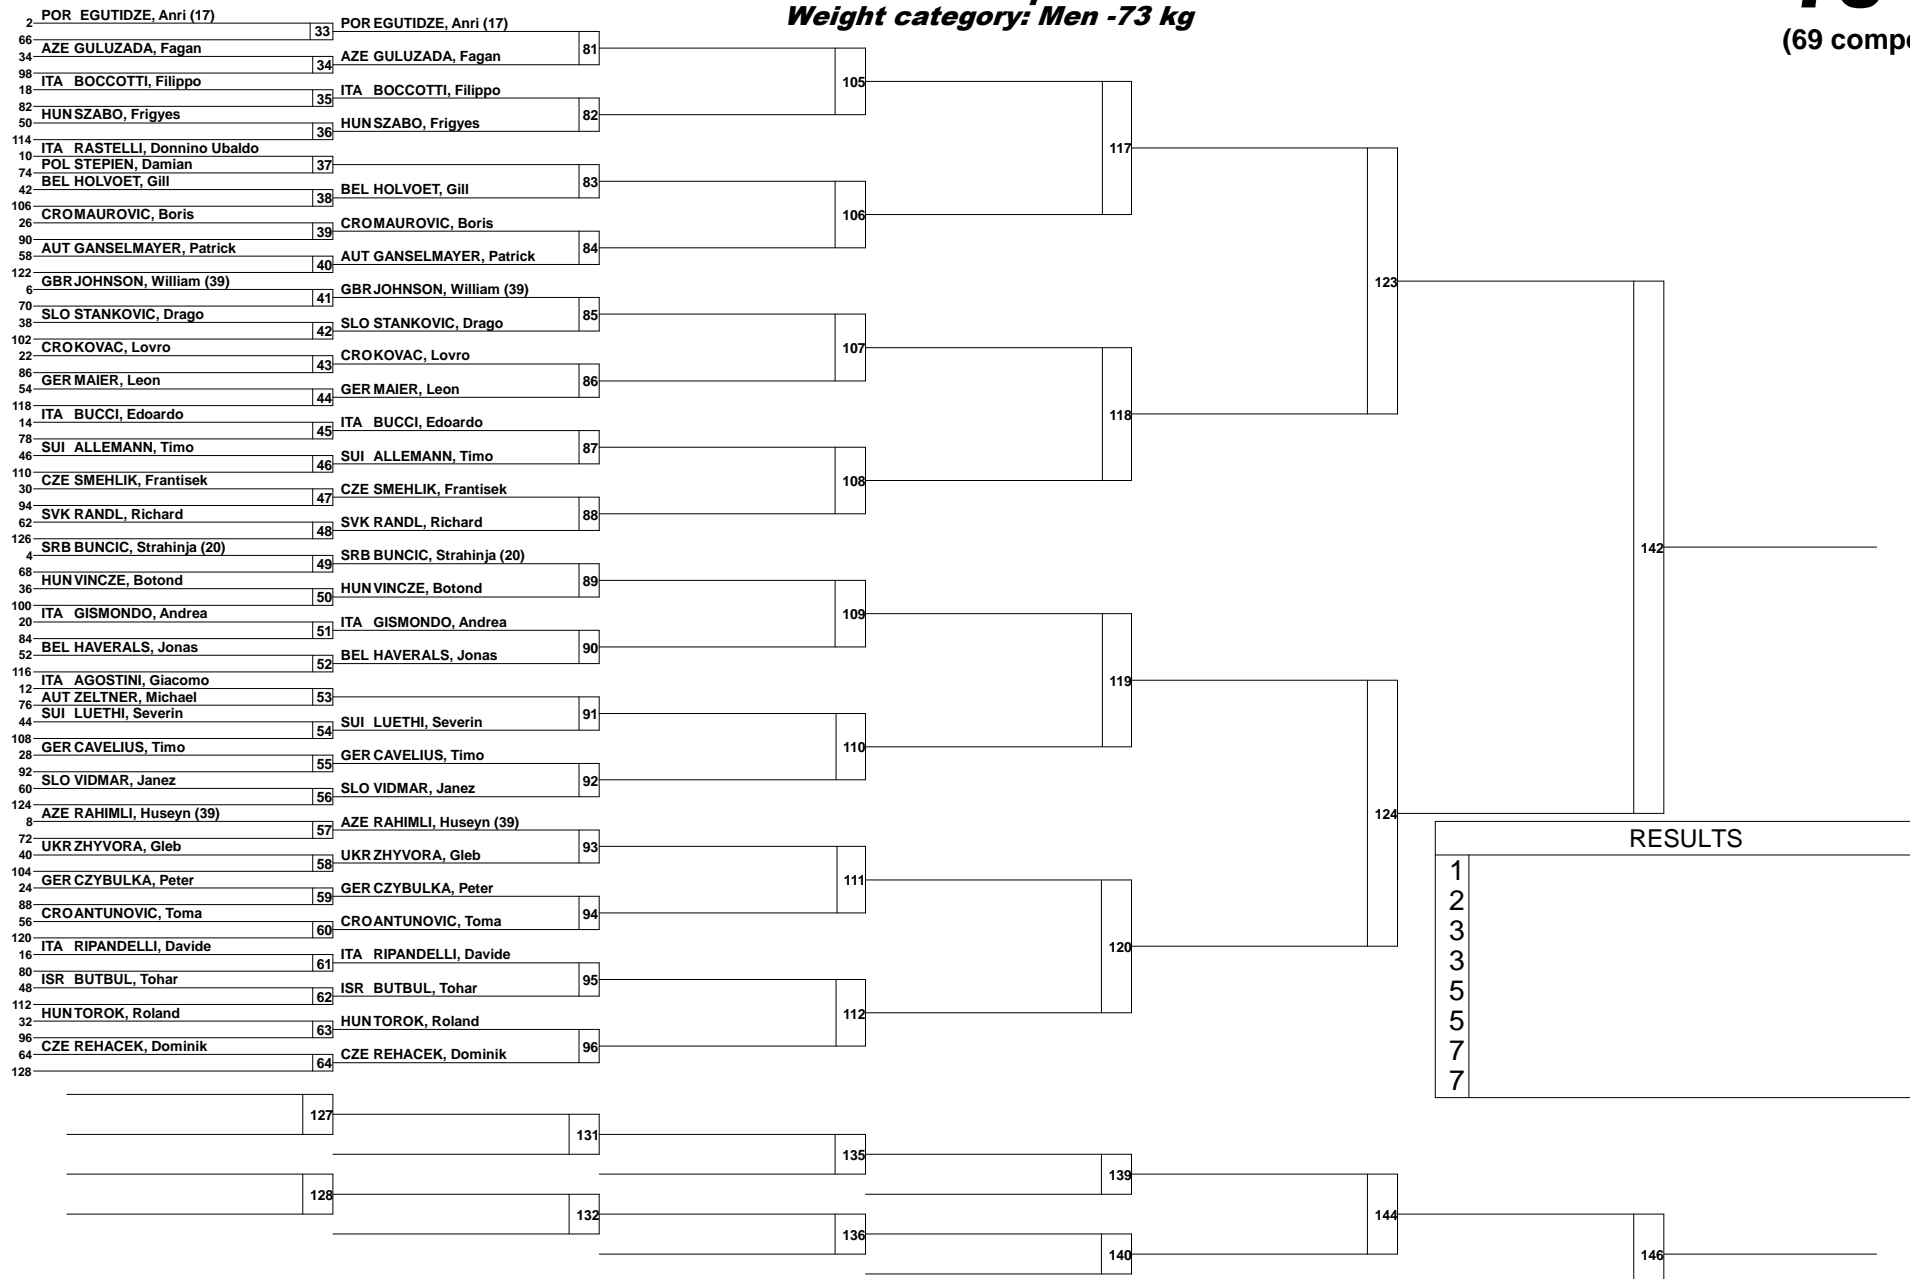 Weight category: Men -73 kg
(69 compe
2 POR EGUTIDZE, Anri (17)
33 POR EGUTIDZE, Anri (17)
66
81
34 AZE GULUZADA, Fagan
34 AZE GULUZADA, Fagan
98
105
18 ITA BOCCOTTI, Filippo
35 ITA BOCCOTTI, Filippo
82
82
50 HUN SZABO, Frigyes
36 HUN SZABO, Frigyes
114
117
10 ITA RASTELLI, Donnino Ubaldo
37
74 POL STEPIEN, Damian
83
42 BEL HOLVOET, Gill
38 BEL HOLVOET, Gill
106
106
26 CRO MAUROVIC, Boris
39 CRO MAUROVIC, Boris
90
84
58 AUT GANSELMAYER, Patrick
40 AUT GANSELMAYER, Patrick
122
123
6 GBR JOHNSON, William (39)
41 GBR JOHNSON, William (39)
70
85
38 SLO STANKOVIC, Drago
42 SLO STANKOVIC, Drago
102
107
22 CRO KOVAC, Lovro
43 CRO KOVAC, Lovro
86
86
54 GER MAIER, Leon
44 GER MAIER, Leon
118
118
14 ITA BUCCI, Edoardo
45 ITA BUCCI, Edoardo
78
87
46 SUI ALLEMANN, Timo
46 SUI ALLEMANN, Timo
110
108
30 CZE SMEHLIK, Frantisek
47 CZE SMEHLIK, Frantisek
94
88
62 SVK RANDL, Richard
48 SVK RANDL, Richard
126
142
4 SRB BUNCIC, Strahinja (20)
49 SRB BUNCIC, Strahinja (20)
68
89
36 HUN VINCZE, Botond
50 HUN VINCZE, Botond
100
109
20 ITA GISMONDO, Andrea
51 ITA GISMONDO, Andrea
84
90
52 BEL HAVERALS, Jonas
52 BEL HAVERALS, Jonas
116
119
12 ITA AGOSTINI, Giacomo
53
76 AUT ZELTNER, Michael
91
44 SUI LUETHI, Severin
54 SUI LUETHI, Severin
108
110
28 GER CAVELIUS, Timo
55 GER CAVELIUS, Timo
92
92
60 SLO VIDMAR, Janez
56 SLO VIDMAR, Janez
124
124
8 AZE RAHIMLI, Huseyn (39)
57 AZE RAHIMLI, Huseyn (39)
72
93
40 UKR ZHYVORA, Gleb
58 UKR ZHYVORA, Gleb
104
111
24 GER CZYBULKA, Peter
59 GER CZYBULKA, Peter
88
94
56 CRO ANTUNOVIC, Toma
60 CRO ANTUNOVIC, Toma
120
120
16 ITA RIPANDELLI, Davide
61 ITA RIPANDELLI, Davide
80
95
48 ISR BUTBUL, Tohar
62 ISR BUTBUL, Tohar
112
112
32 HUN TOROK, Roland
63 HUN TOROK, Roland
96
96
64 CZE REHACEK, Dominik
64 CZE REHACEK, Dominik
128
RESULTS
1
2
3
3
5
5
7
7
127
131
135
139
128
132
136
140
144
146